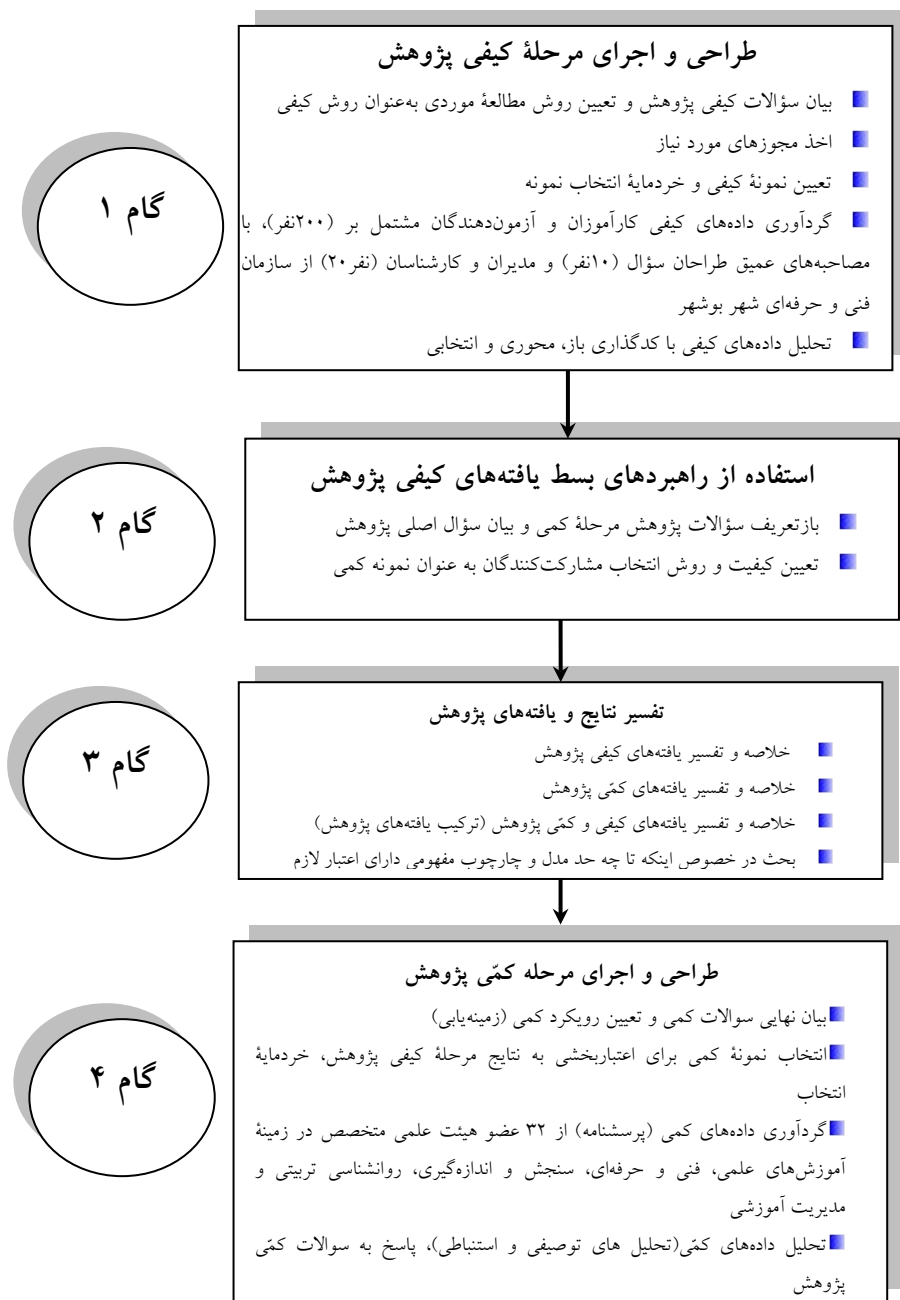 طراحی و اجرای مرحلهٔ کیفی پژوهش
بیان سؤالات کیفی پژوهش و تعیین روش مطالعهٔ موردی به‌عنوان روش کیفی
اخذ مجوزهای مورد نیاز
تعیین نمونهٔ کیفی و خردمایهٔ انتخاب نمونه
گردآوری داده‌های کیفی کارآموزان و آزمون‌دهندگان مشتمل بر (۲۰۰نفر)، با
مصاحبه‌های عمیق طراحان سؤال (۱۰نفر) و مدیران و کارشناسان (نفر۲۰) از سازمان
فنی و حرفه‌ای شهر بوشهر
تحلیل داده‌های کیفی با کدگذاری باز، محوری و انتخابی
گام ۱
استفاده از راهبردهای بسط یافته‌های کیفی پژوهش
بازتعریف سؤالات پژوهش مرحلهٔ کمی و بیان سؤال اصلی پژوهش
تعیین کیفیت و روش انتخاب مشارکت‌کنندگان به عنوان نمونه کمی
گام ۲
تفسیر نتایج و یافته‌های پژوهش
خلاصه و تفسیر یافته‌های کیفی پژوهش
خلاصه و تفسیر یافته‌های کمّی پژوهش
خلاصه و تفسیر یافته‌های کیفی و کمّی پژوهش (ترکیب یافته‌های پژوهش)
بحث در خصوص اینکه تا چه حد مدل و چارچوب مفهومی دارای اعتبار لازم
گام ۳
طراحی و اجرای مرحله کمّی پژوهش
بیان نهایی سوالات کمی و تعیین رویکرد کمی (زمینه‌یابی)
انتخاب نمونهٔ کمی برای اعتباربخشی به نتایج مرحلهٔ کیفی پژوهش، خردمایهٔ
انتخاب
گردآوری داده‌های کمی (پرسشنامه) از ۳۲ عضو هیئت علمی متخصص در زمینهٔ
آموزش‌های علمی، فنی و حرفه‌ای، سنجش و اندازه‌گیری، روانشناسی تربیتی و
مدیریت آموزشی
تحلیل داده‌های کمّی(تحلیل های توصیفی و استنباطی)، پاسخ به سوالات کمّی
پژوهش
گام ۴